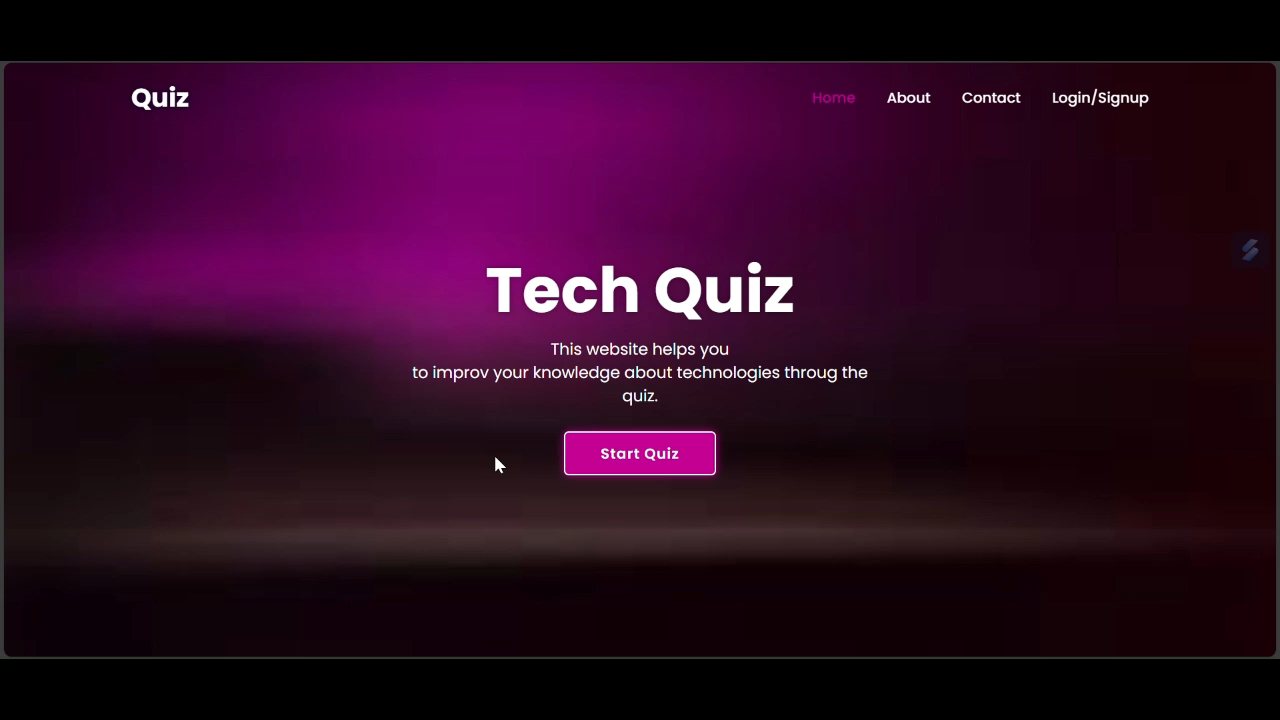 Quiz
Home About Contact Login/Signup
Tech Quiz
This website helps you
to improv your knowledge about technologies throug the
quiz.
Start Quiz